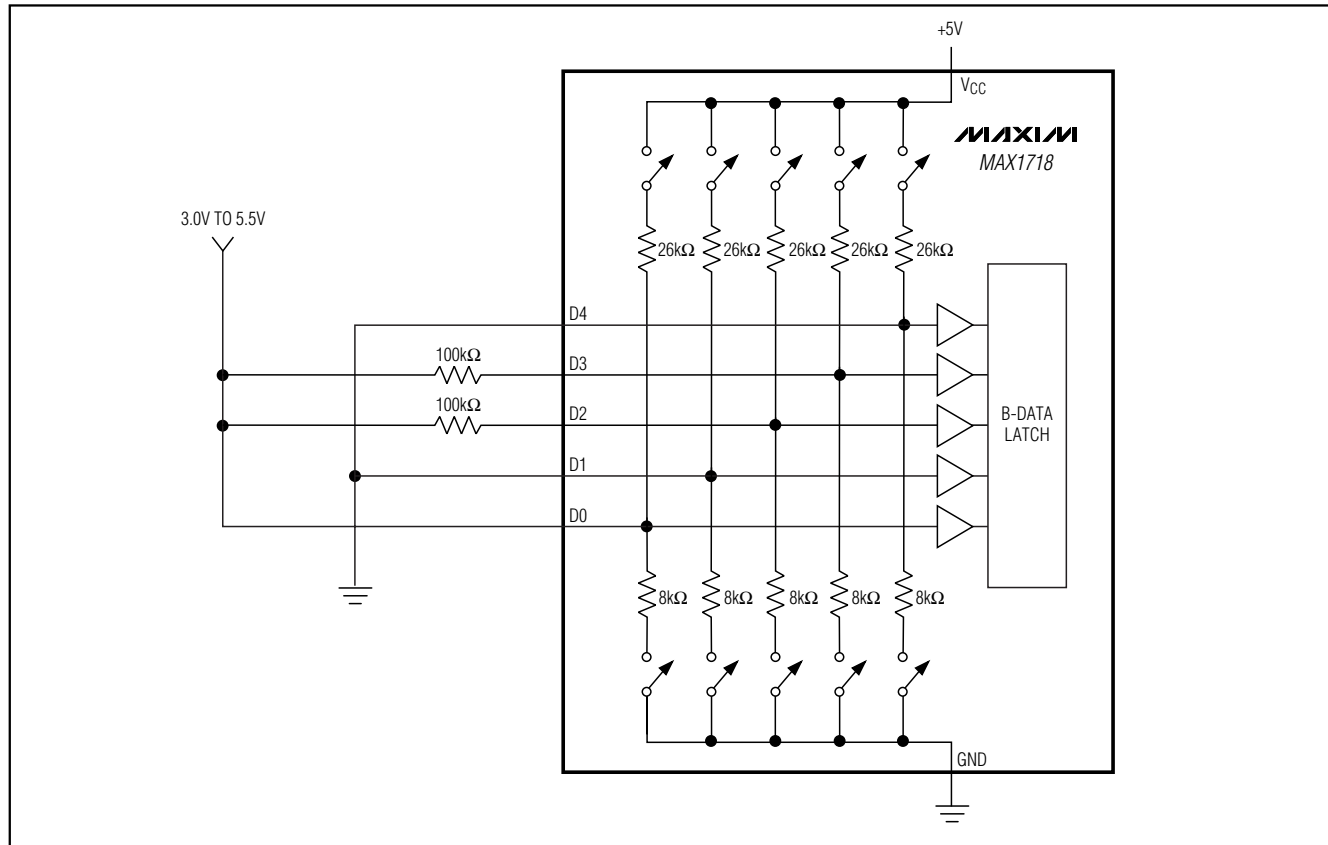 +5V
VCC
MAXIM
MAX1718
3.0V TO 5.5V
26kΩ 26kΩ 26kΩ 26kΩ 26kΩ
D4
100kΩ
D3
100kΩ
D2
B-DATA
LATCH
D1
D0
8kΩ 8kΩ 8kΩ 8kΩ 8kΩ
GND